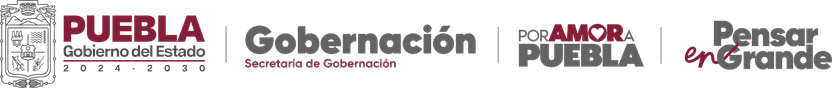 PUEBLA
Gobierno del Estado
2024-2030
Gobernación
Secretaría de Gobernación
POR AMOR A
PUEBLA
Pensar
en Grande